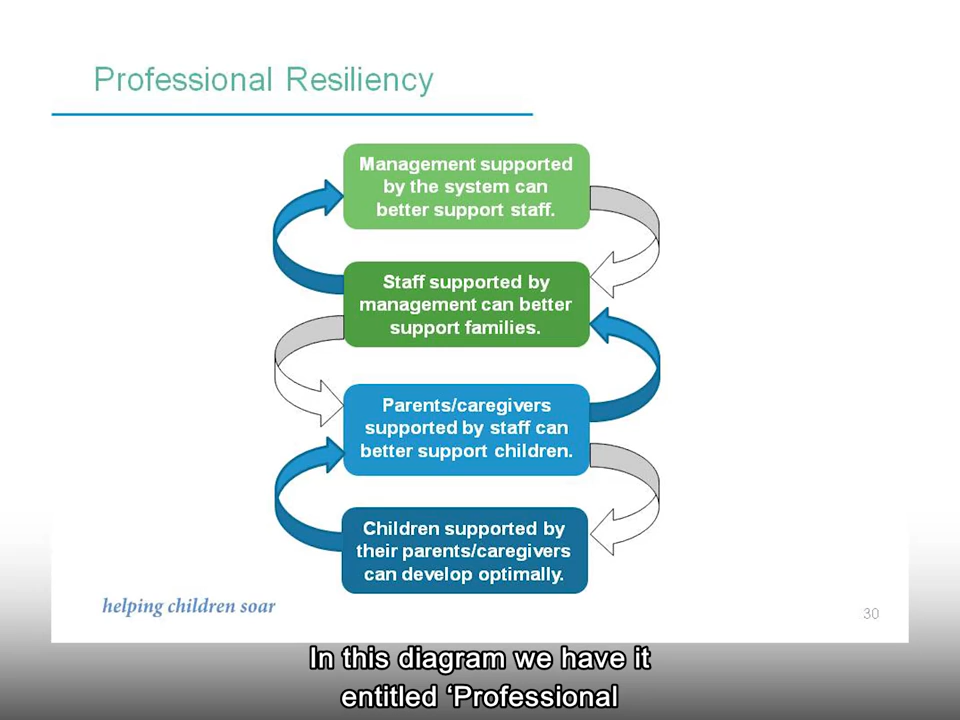 Professional Resiliency
Management supported
by the system can
better support staff.
Staff supported by
management can better
support families.
Parents/caregivers
supported by staff can
better support children.
Children supported by
their parents/caregivers
can develop optimally.
helping children soar
30
In this diagram we have it
entitled ‘Professional